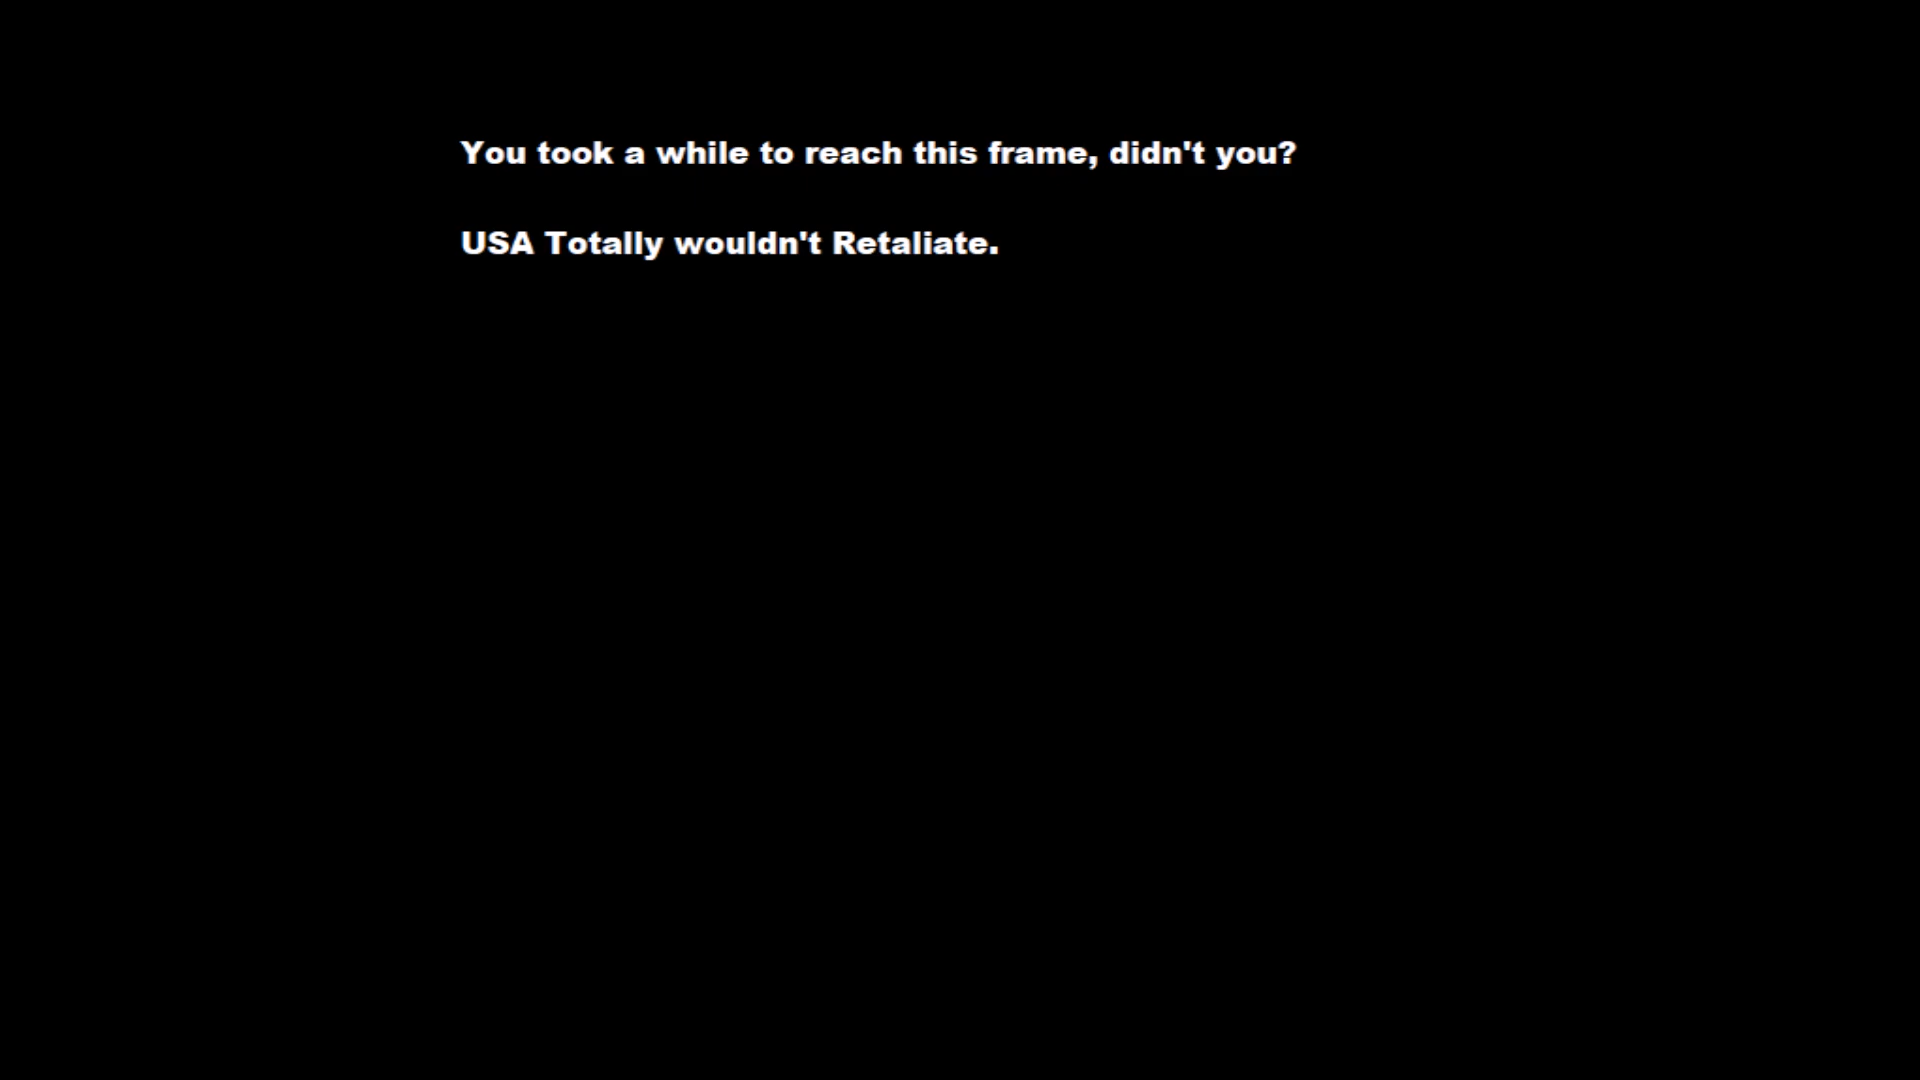 You took a while to reach this frame, didn't you?
USA Totally wouldn't Retaliate.